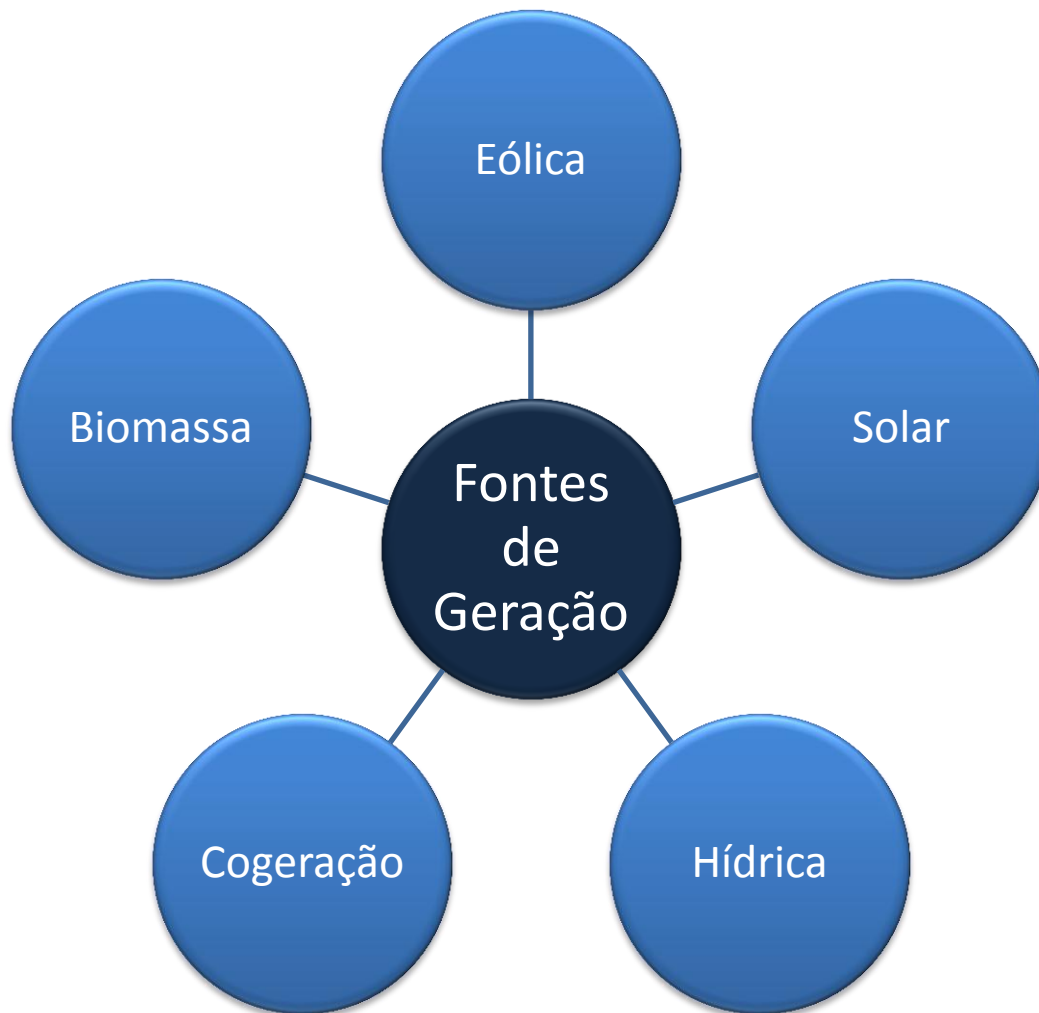 Eólica
Biomassa
Solar
Fontes
de
Geração
Cogeração
Hídrica